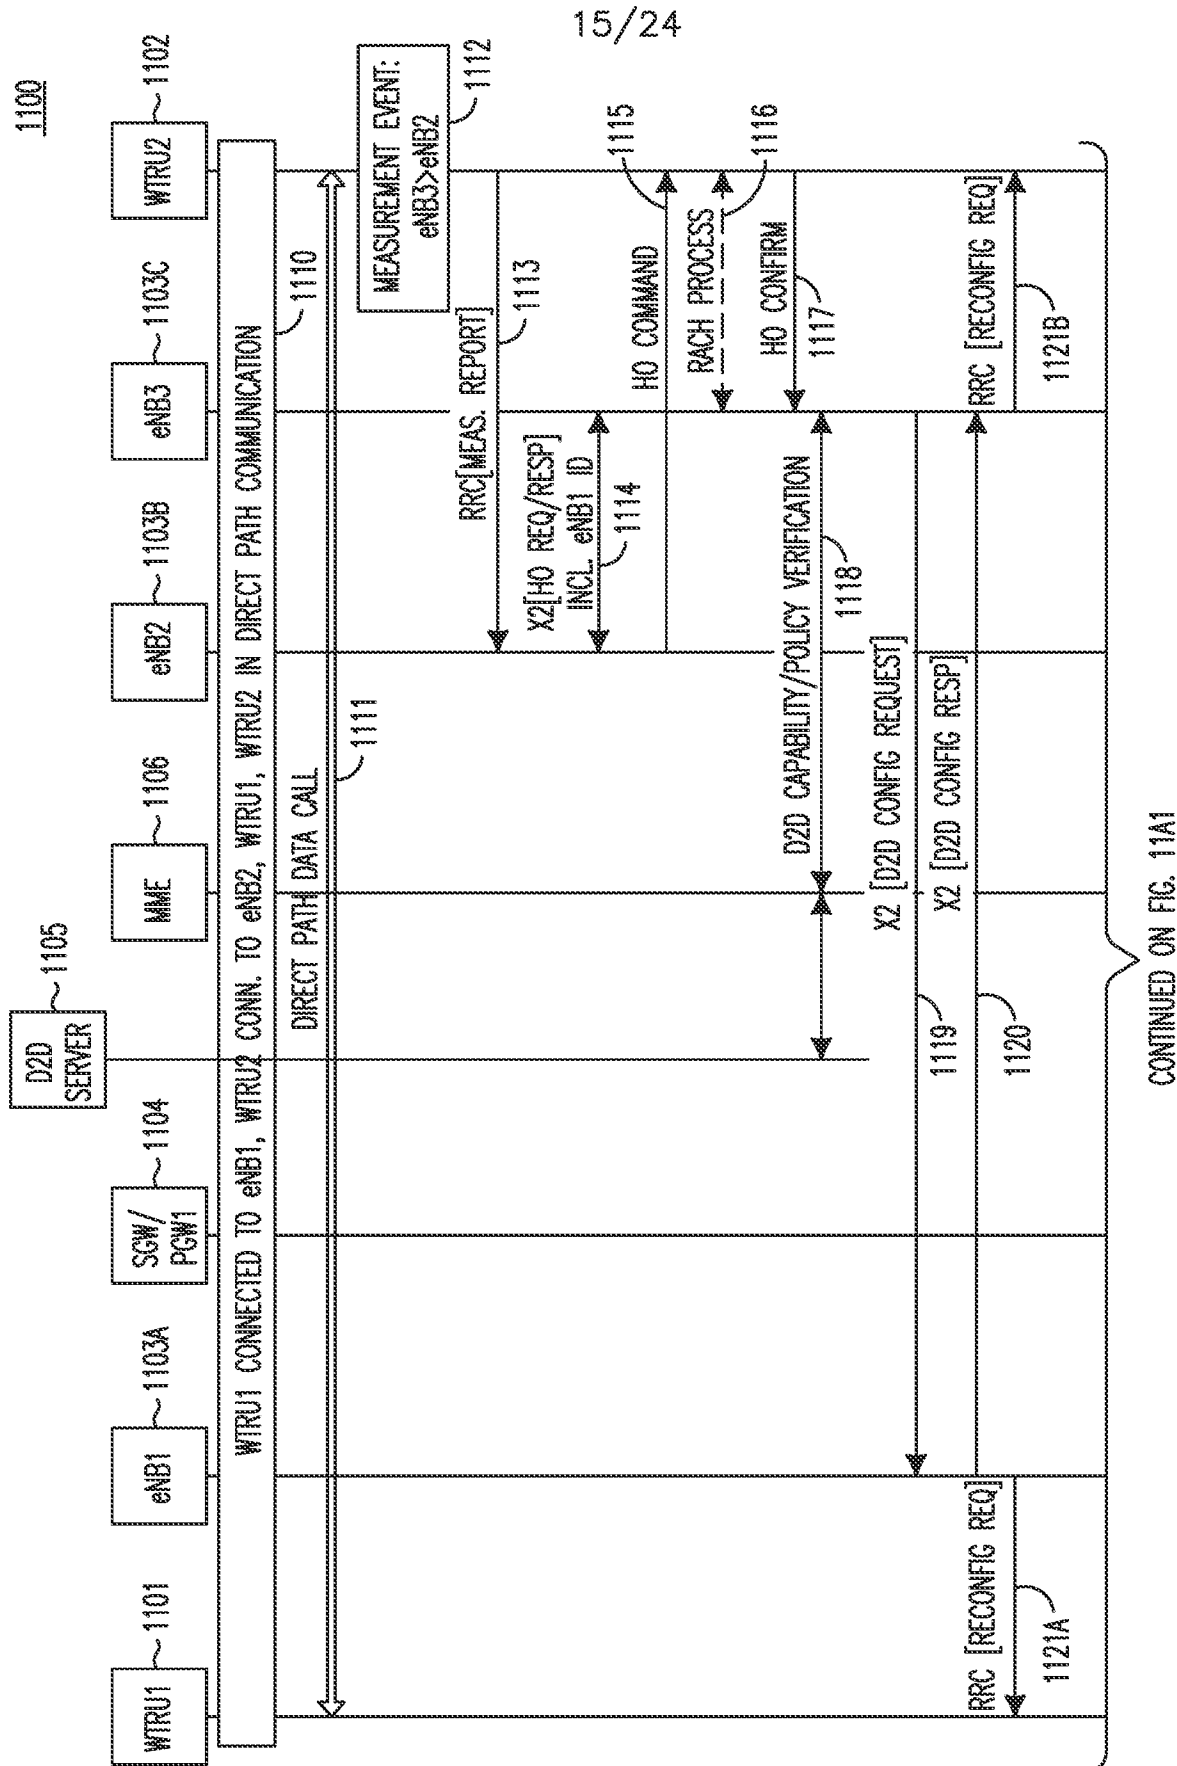 15/24
1100
WTRU1
1101
eNB1
1103A
SGW/
PGW1
1104
D2D
SERVER
1105
MME
1106
eNB2
1103B
eNB3
1103C
WTRU2
1102
WTRU1 CONNECTED TO eNB1, WTRU2 CONN. TO eNB2, WTRU1, WTRU2 IN DIRECT PATH COMMUNICATION
1110
DIRECT PATH DATA CALL
1111
MEASUREMENT EVENT:
eNB3>eNB2
1112
RRC[MEAS. REPORT]
1113
X2[HO REQ/RESP]
INCL. eNB1 ID
1114
HO COMMAND
1115
RACH PROCESS
1116
HO CONFIRM
1117
D2D CAPABILITY/POLICY VERIFICATION
1118
X2 [D2D CONFIG REQUEST]
1119
X2 [D2D CONFIG RESP]
1120
RRC [RECONFIG REQ]
1121A
RRC [RECONFIG REQ]
1121B
CONTINUED ON FIG. 11A1